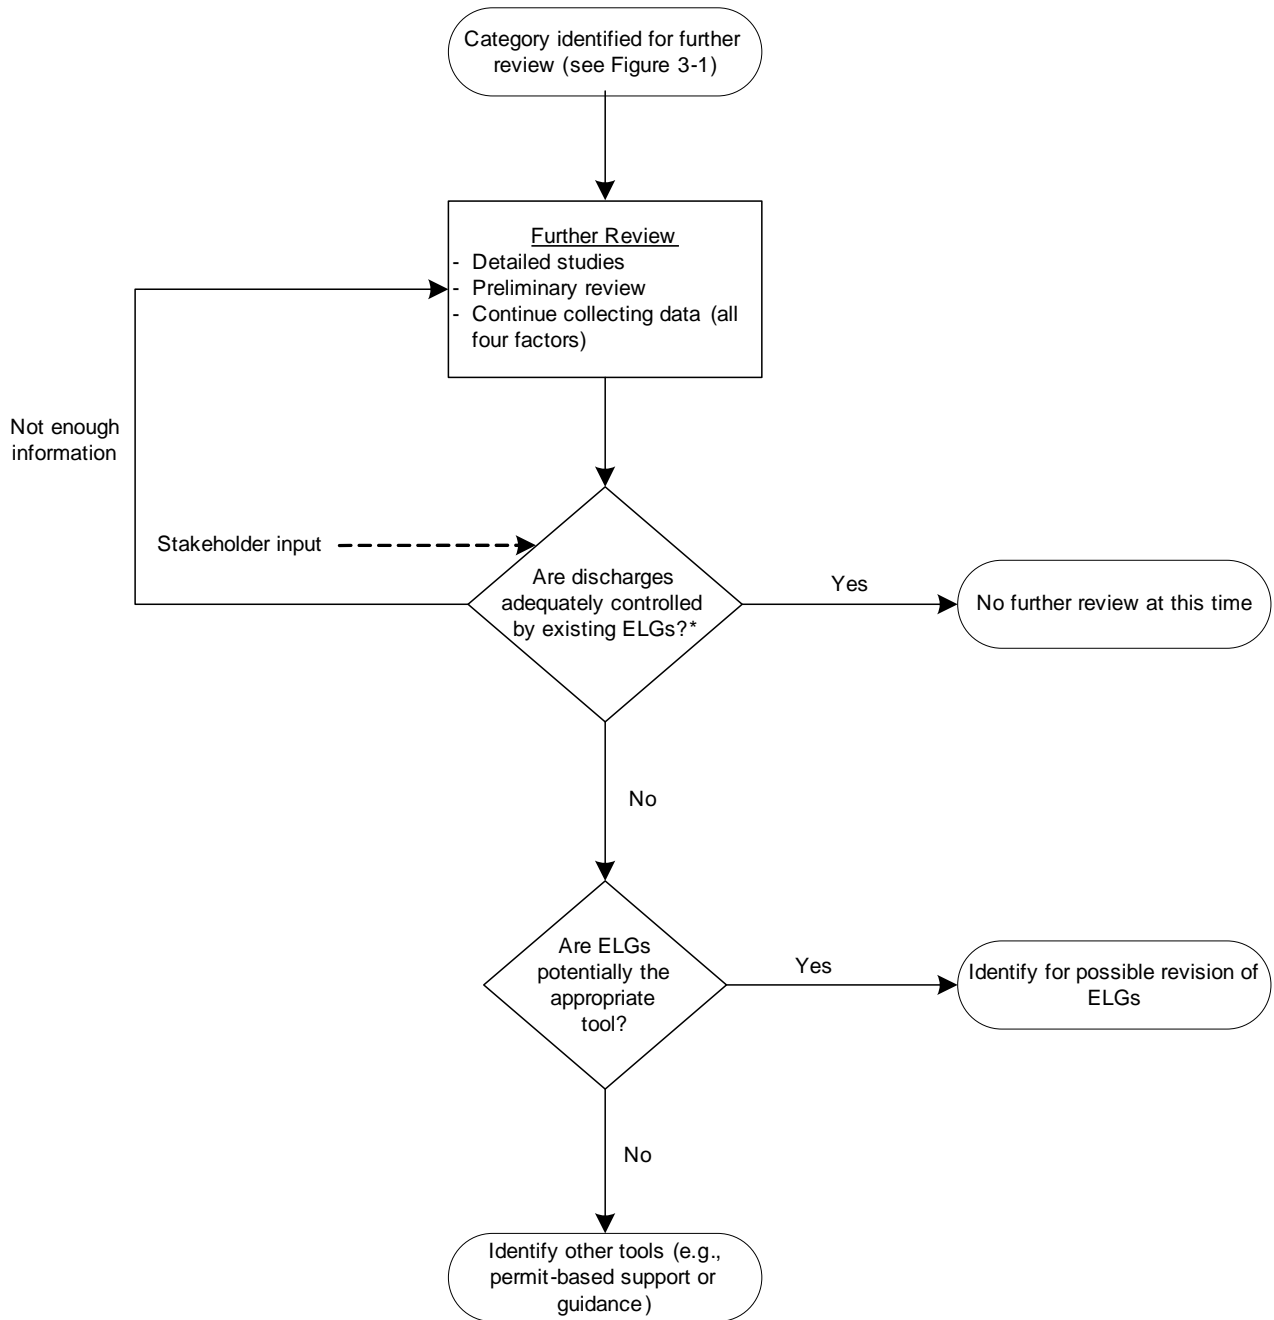 Category identified for further
review (see Figure 3-1)
Further Review
- Detailed studies
- Preliminary review
- Continue collecting data (all
four factors)
Not enough
information
Stakeholder input
Are discharges
adequately controlled
by existing ELGs?*
Yes
No further review at this time
No
Are ELGs
potentially the
appropriate
tool?
Yes
Identify for possible revision of
ELGs
No
Identify other tools (e.g.,
permit-based support or
guidance)